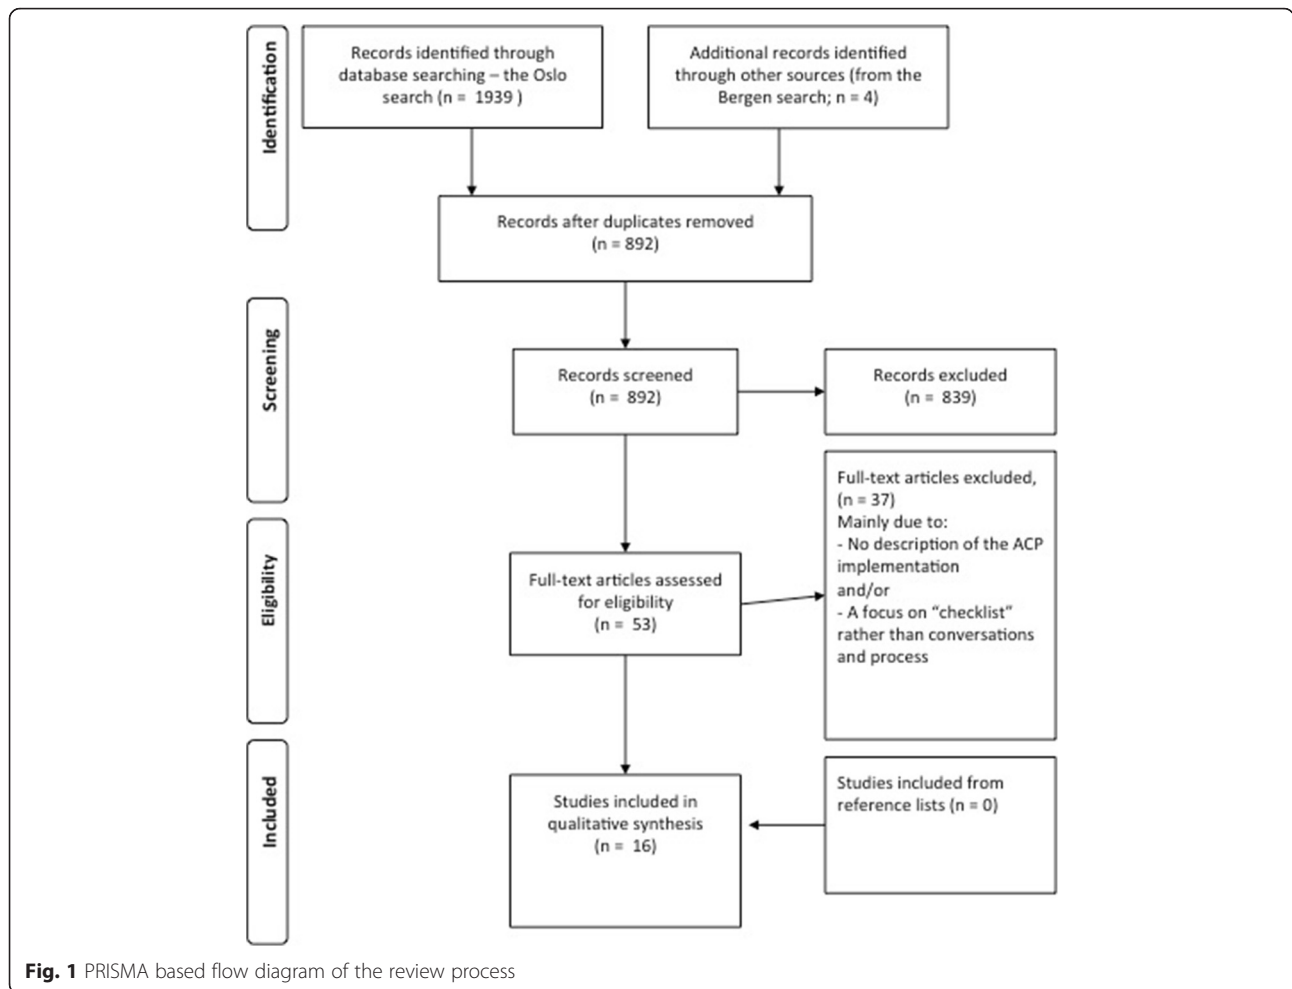 Identification
Records identified through
database searching – the Oslo
search (n = 1939 )
Additional records identified
through other sources (from the
Bergen search; n = 4)
Records after duplicates removed
(n = 892)
Screening
Records screened
(n = 892)
Records excluded
(n = 839)
Eligibility
Full-text articles assessed
for eligibility
(n = 53)
Full-text articles excluded,
(n = 37)
Mainly due to:
- No description of the ACP
implementation
and/or
- A focus on “checklist”
rather than conversations
and process
Included
Studies included in
qualitative synthesis
(n = 16)
Studies included from
reference lists (n = 0)
Fig. 1 PRISMA based flow diagram of the review process